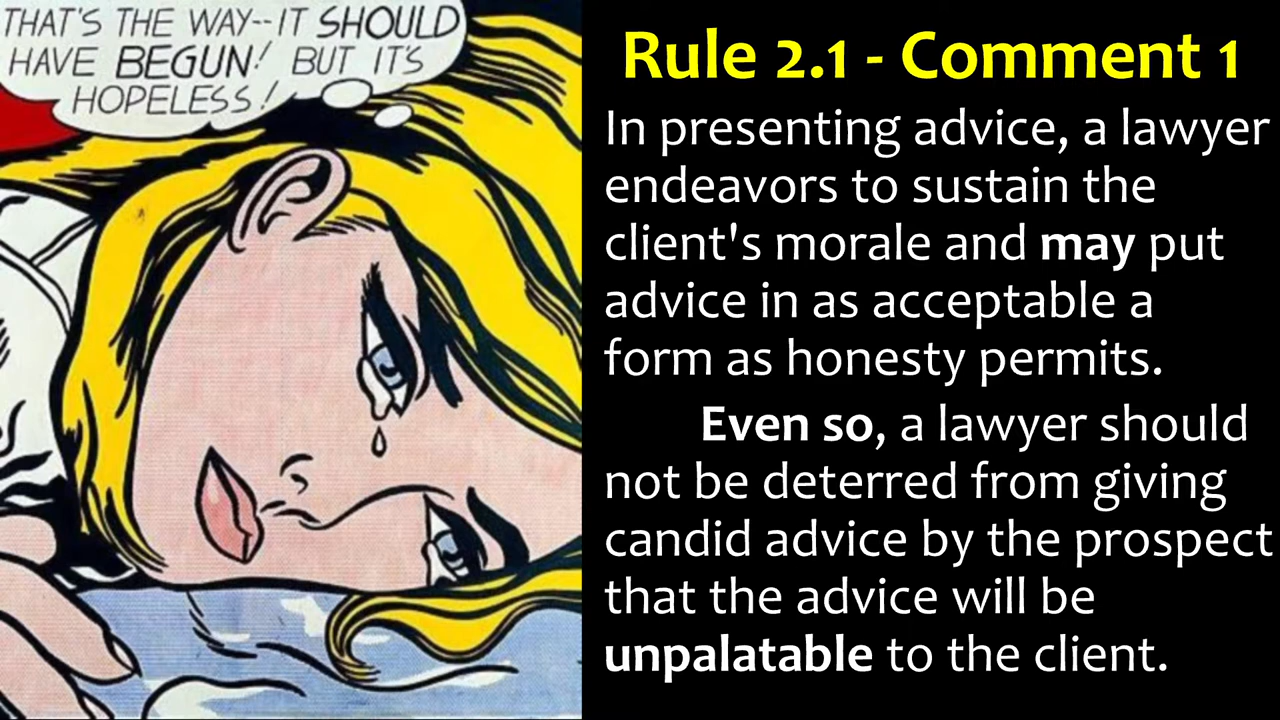 THAT'S THE WAY--IT SHOULD
HAVE BEGUN! BUT IT'S
HOPELESS!
Rule 2.1 - Comment 1
In presenting advice, a lawyer
endeavors to sustain the
client's morale and may put
advice in as acceptable a
form as honesty permits.
Even so, a lawyer should
not be deterred from giving
candid advice by the prospect
that the advice will be
unpalatable to the client.